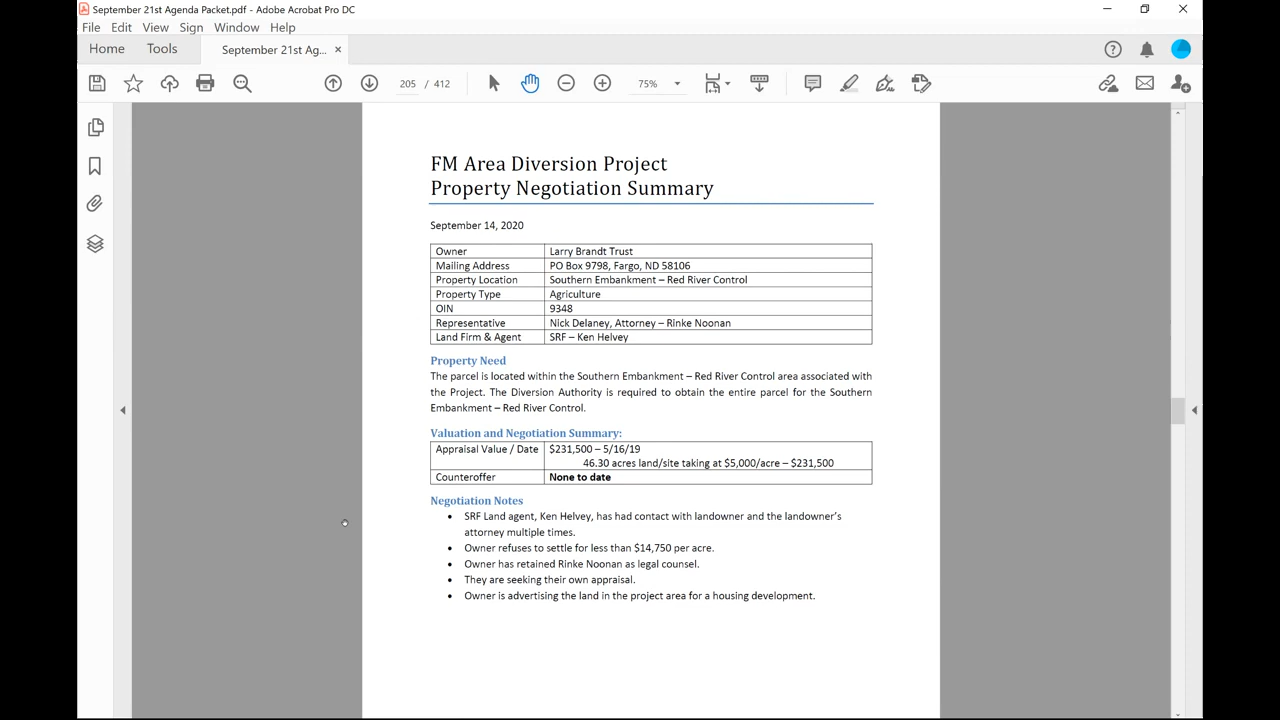 September 21st Agenda Packet.pdf - Adobe Acrobat Pro DC
File Edit View Sign Window Help
Home Tools September 21st Ag... ×
205 / 412 75%
FM Area Diversion Project
Property Negotiation Summary
September 14, 2020
Owner Larry Brandt Trust
Mailing Address PO Box 9798, Fargo, ND 58106
Property Location Southern Embankment – Red River Control
Property Type Agriculture
OIN 9348
Representative Nick Delaney, Attorney – Rinke Noonan
Land Firm & Agent SRF – Ken Helvey
Property Need
The parcel is located within the Southern Embankment – Red River Control area associated with
the Project. The Diversion Authority is required to obtain the entire parcel for the Southern
Embankment – Red River Control.
Valuation and Negotiation Summary:
Appraisal Value / Date $231,500 – 5/16/19
46.30 acres land/site taking at $5,000/acre – $231,500
Counteroffer None to date
Negotiation Notes
• SRF Land agent, Ken Helvey, has had contact with landowner and the landowner's
attorney multiple times.
• Owner refuses to settle for less than $14,750 per acre.
• Owner has retained Rinke Noonan as legal counsel.
• They are seeking their own appraisal.
• Owner is advertising the land in the project area for a housing development.